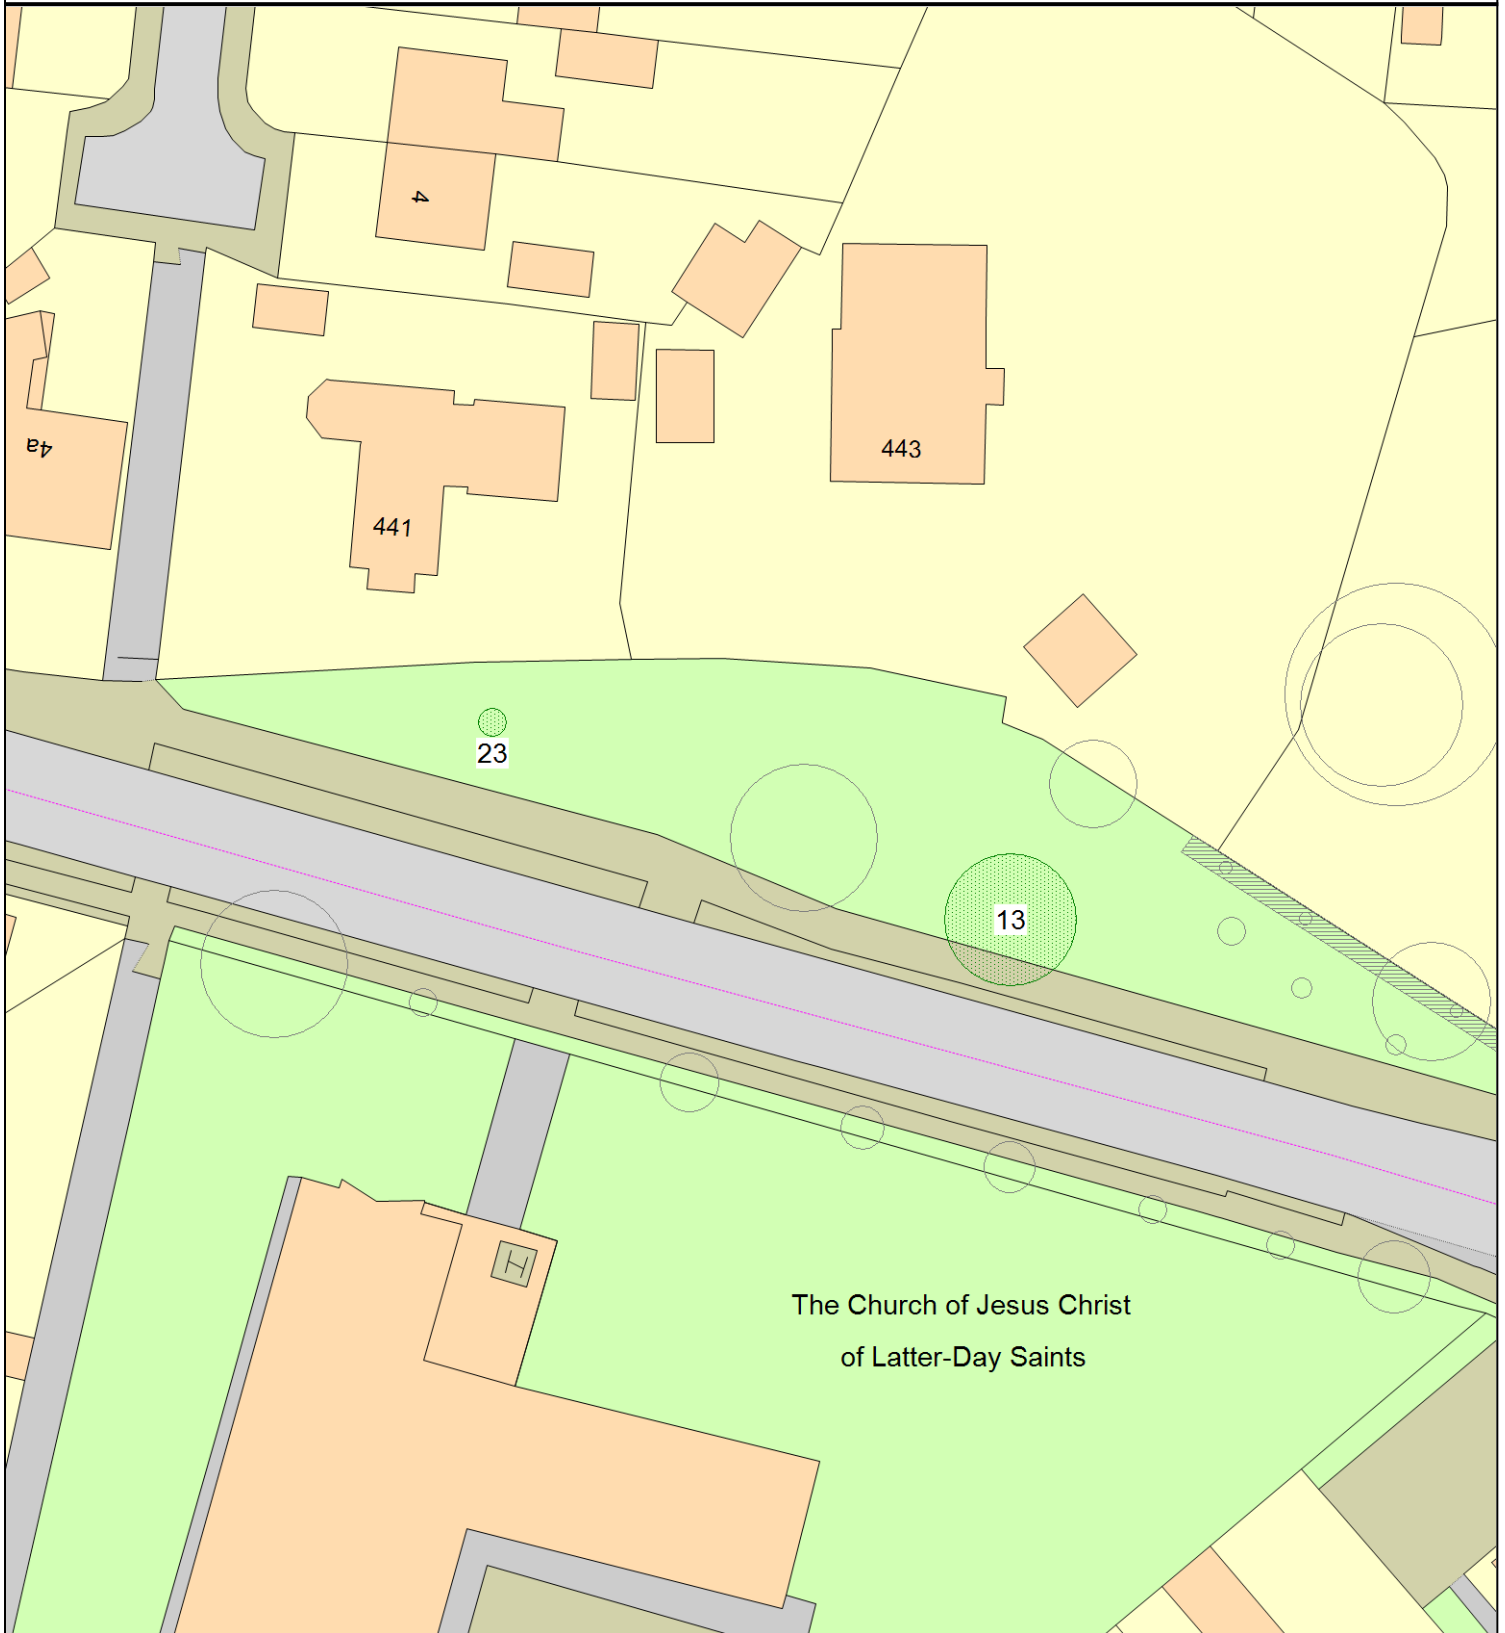 4
443
4a
441
23
13
The Church of Jesus Christ
of Latter-Day Saints